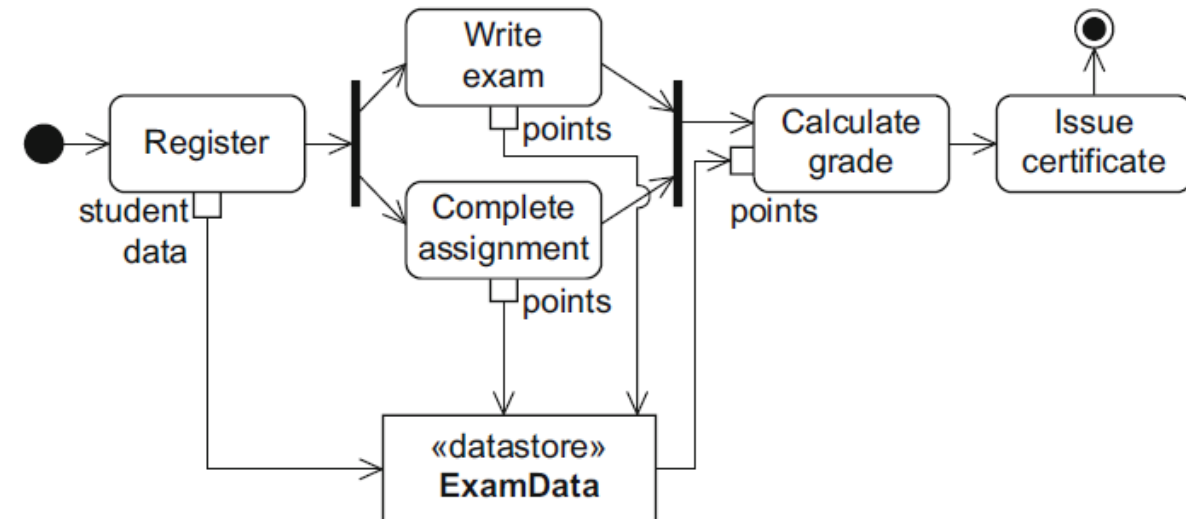 Write
exam
points
Register
student
data
Complete
assignment
points
Calculate
grade
points
Issue
certificate
«datastore»
ExamData